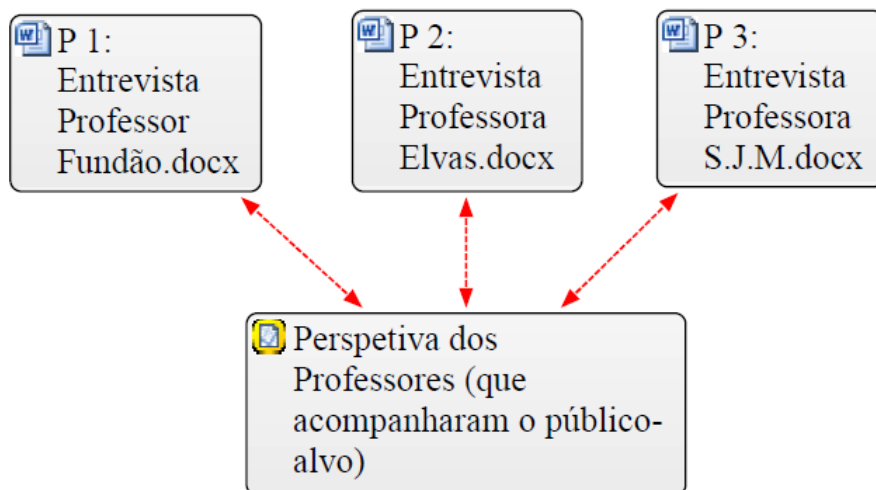 P 1:
Entrevista
Professor
Fundão.docx
P 2:
Entrevista
Professora
Elvas.docx
P 3:
Entrevista
Professora
S.J.M.docx
Perspetiva dos
Professores (que
acompanharam o público-
alvo)